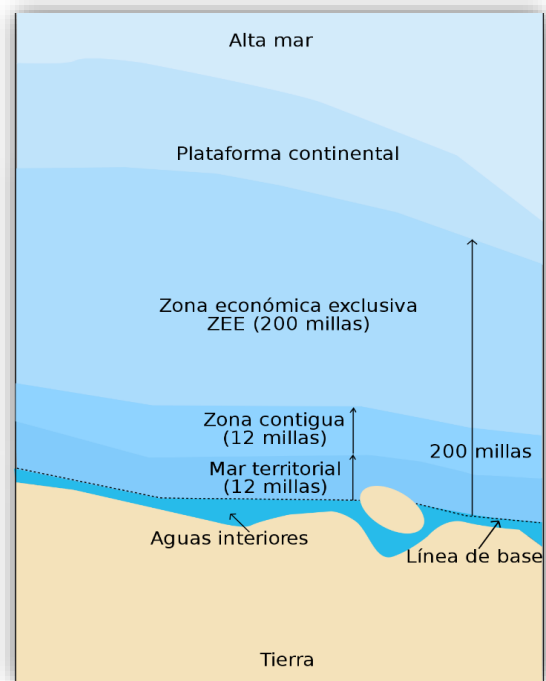 Alta mar
Plataforma continental
Zona económica exclusiva
ZEE (200 millas)
Zona contigua
(12 millas)
200 millas
Mar territorial
(12 millas)
Aguas interiores
Línea de base
Tierra